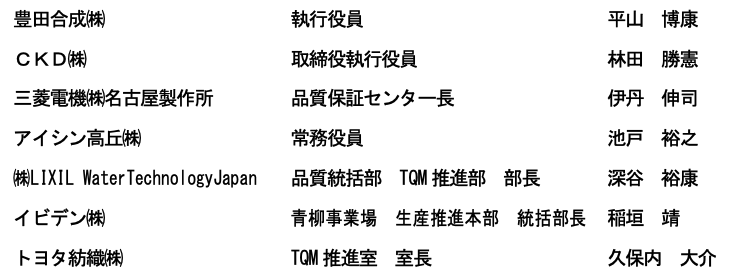 豊田合成㈱　執行役員　平山　博康
ＣＫＤ㈱　取締役執行役員　林田　勝憲
三菱電機㈱名古屋製作所　品質保証センター長　伊丹　伸司
アイシン高丘㈱　常務役員　池戸　裕之
㈱LIXIL WaterTechnologyJapan　品質統括部　TQM推進部　部長　深谷　裕康
イビデン㈱　青柳事業場　生産推進本部　統括部長　稲垣　靖
トヨタ紡織㈱　TQM推進室　室長　久保内　大介